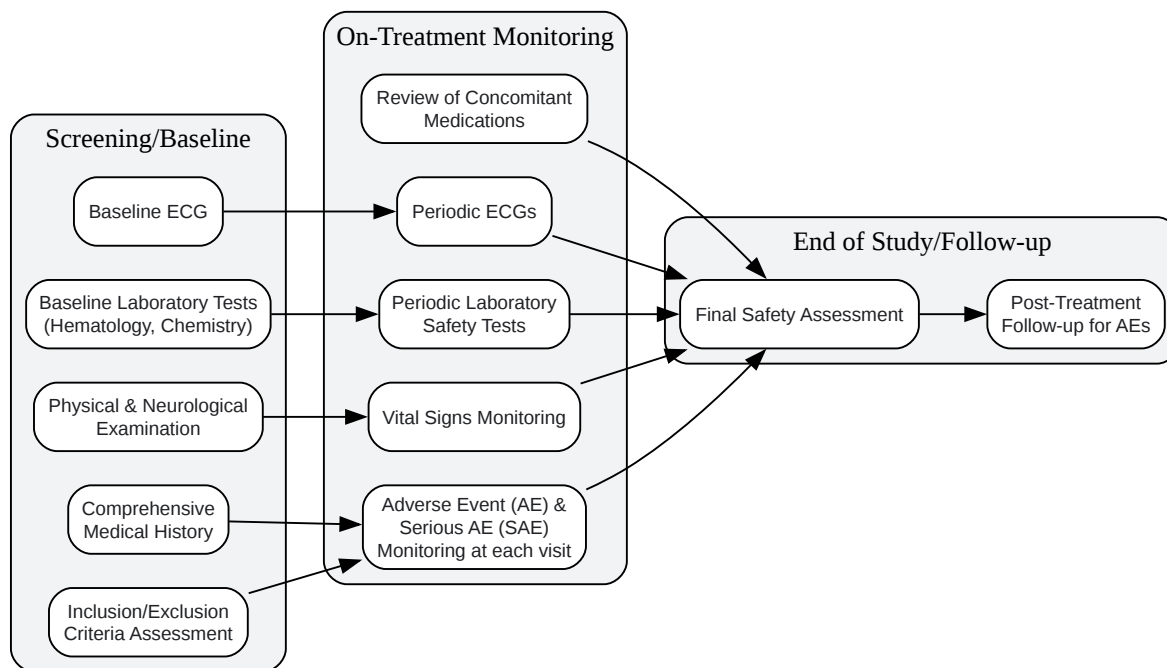 Screening/Baseline
Baseline ECG
Baseline Laboratory Tests
(Hematology, Chemistry)
Physical & Neurological
Examination
Comprehensive
Medical History
Inclusion/Exclusion
Criteria Assessment
On-Treatment Monitoring
Review of Concomitant
Medications
Periodic ECGs
Periodic Laboratory
Safety Tests
Vital Signs Monitoring
Adverse Event (AE) &
Serious AE (SAE)
Monitoring at each visit
End of Study/Follow-up
Final Safety Assessment
Post-Treatment
Follow-up for AEs